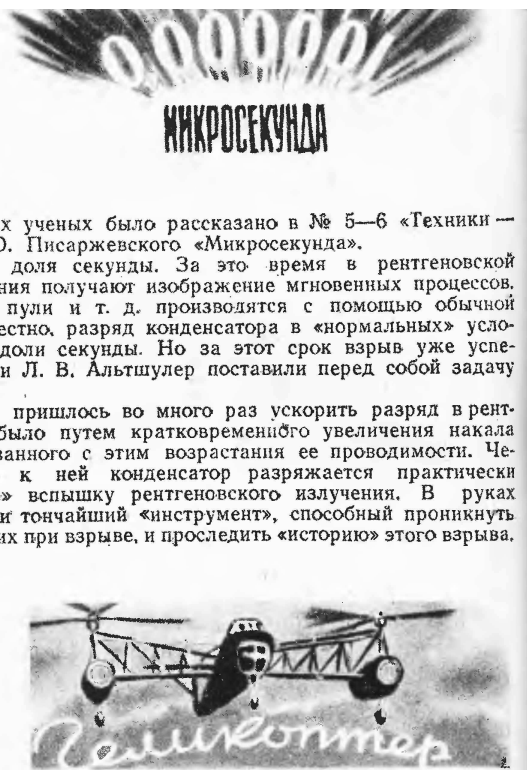 0,000001
МИКРОСЕКУНДА
х ученых было рассказано в № 5—6 «Техники —
О. Писаржевского «Микросекунда».
доля секунды. За это время в рентгеновской
ния получают изображение мгновенных процессов.
пули и т. д. производятся с помощью обычной
естно, разряд конденсатора в «нормальных» усло-
доли секунды. Но за этот срок взрыв уже успе-
и Л. В. Альтшулер поставили перед собой задачу
пришлось во много раз ускорить разряд в рент-
было путем кратковременного увеличения накала
ванного с этим возрастания ее проводимости. Че-
к ней конденсатор разряжается практически
» вспышку рентгеновского излучения. В руках
и тончайший «инструмент», способный проникнуть
их при взрыве, и проследить «историю» этого взрыва.
Геликоптер